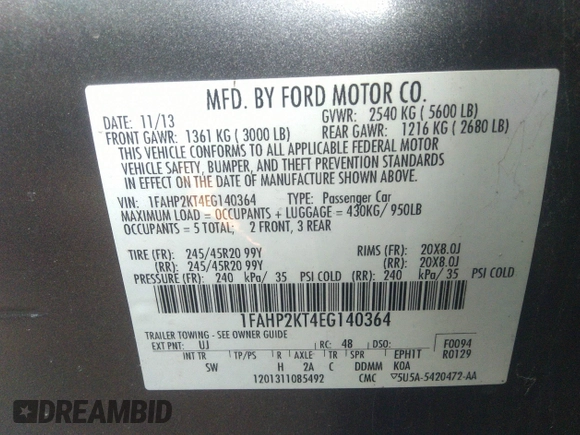 MFD. BY FORD MOTOR CO.
DATE: 11/13 GVWR: 2540 KG ( 5600 LB)
FRONT GAWR: 1361 KG ( 3000 LB) REAR GAWR: 1216 KG ( 2680 LB)
THIS VEHICLE CONFORMS TO ALL APPLICABLE FEDERAL MOTOR
VEHICLE SAFETY, BUMPER, AND THEFT PREVENTION STANDARDS
IN EFFECT ON THE DATE OF MANUFACTURE SHOWN ABOVE.
VIN: 1FAHP2KT4EG140364 TYPE: Passenger Car
MAXIMUM LOAD = OCCUPANTS + LUGGAGE = 430KG/ 950LB
OCCUPANTS = 5 TOTAL: 2 FRONT, 3 REAR
TIRE (FR): 245/45R20 99Y RIMS (FR): 20X8.0J
(RR): 245/45R20 99Y (RR): 20X8.0J
PRESSURE (FR): 240 kPa/ 35 PSI COLD (RR): 240 kPa/ 35 PSI COLD
1FAHP2KT4EG140364
TRAILER TOWING - SEE OWNER GUIDE
EXT PNT: UJ RC: 48 DSO: F0094
INT TR TP/PS R AXLE TR SPR EPH1T R0129
SW H 2A C DDMM KOA
1201311085492 CMC ▽5U5A-5420472-AA
DREAMBID